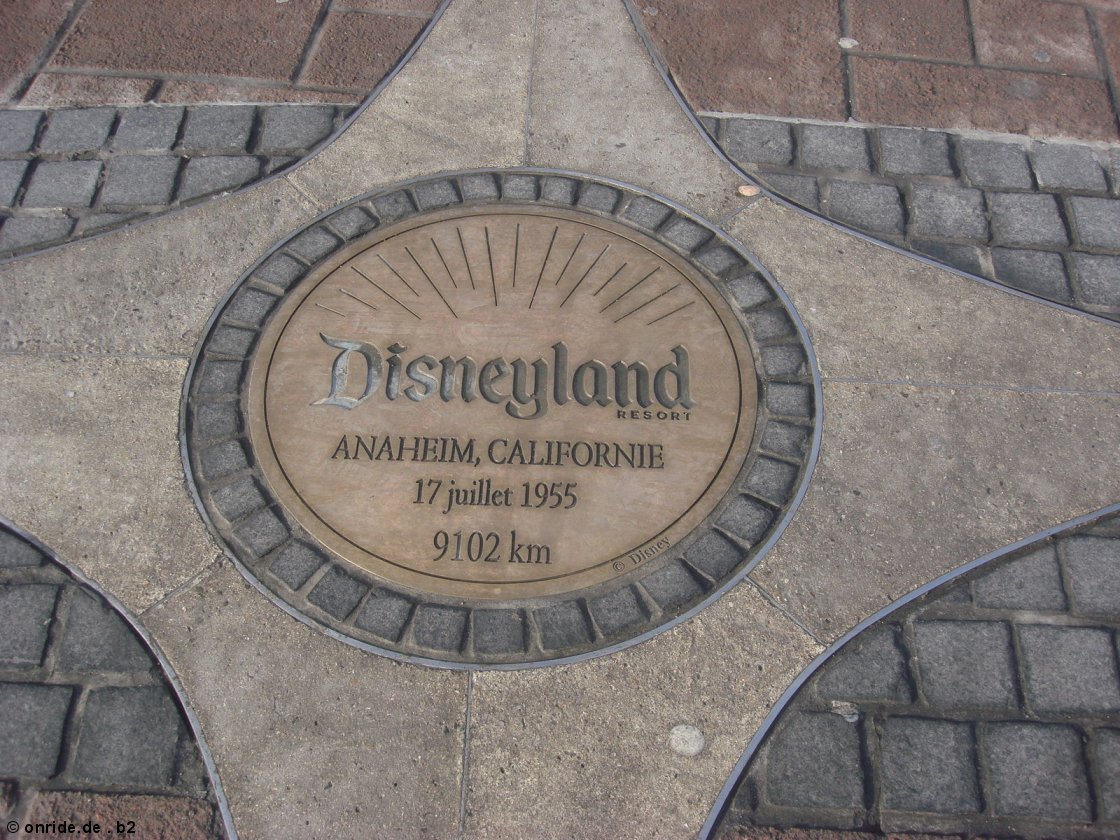 Disneyland
RESORT
ANAHEIM, CALIFORNIE
17 juillet 1955
9102 km
© Disney
© onride.de . b2